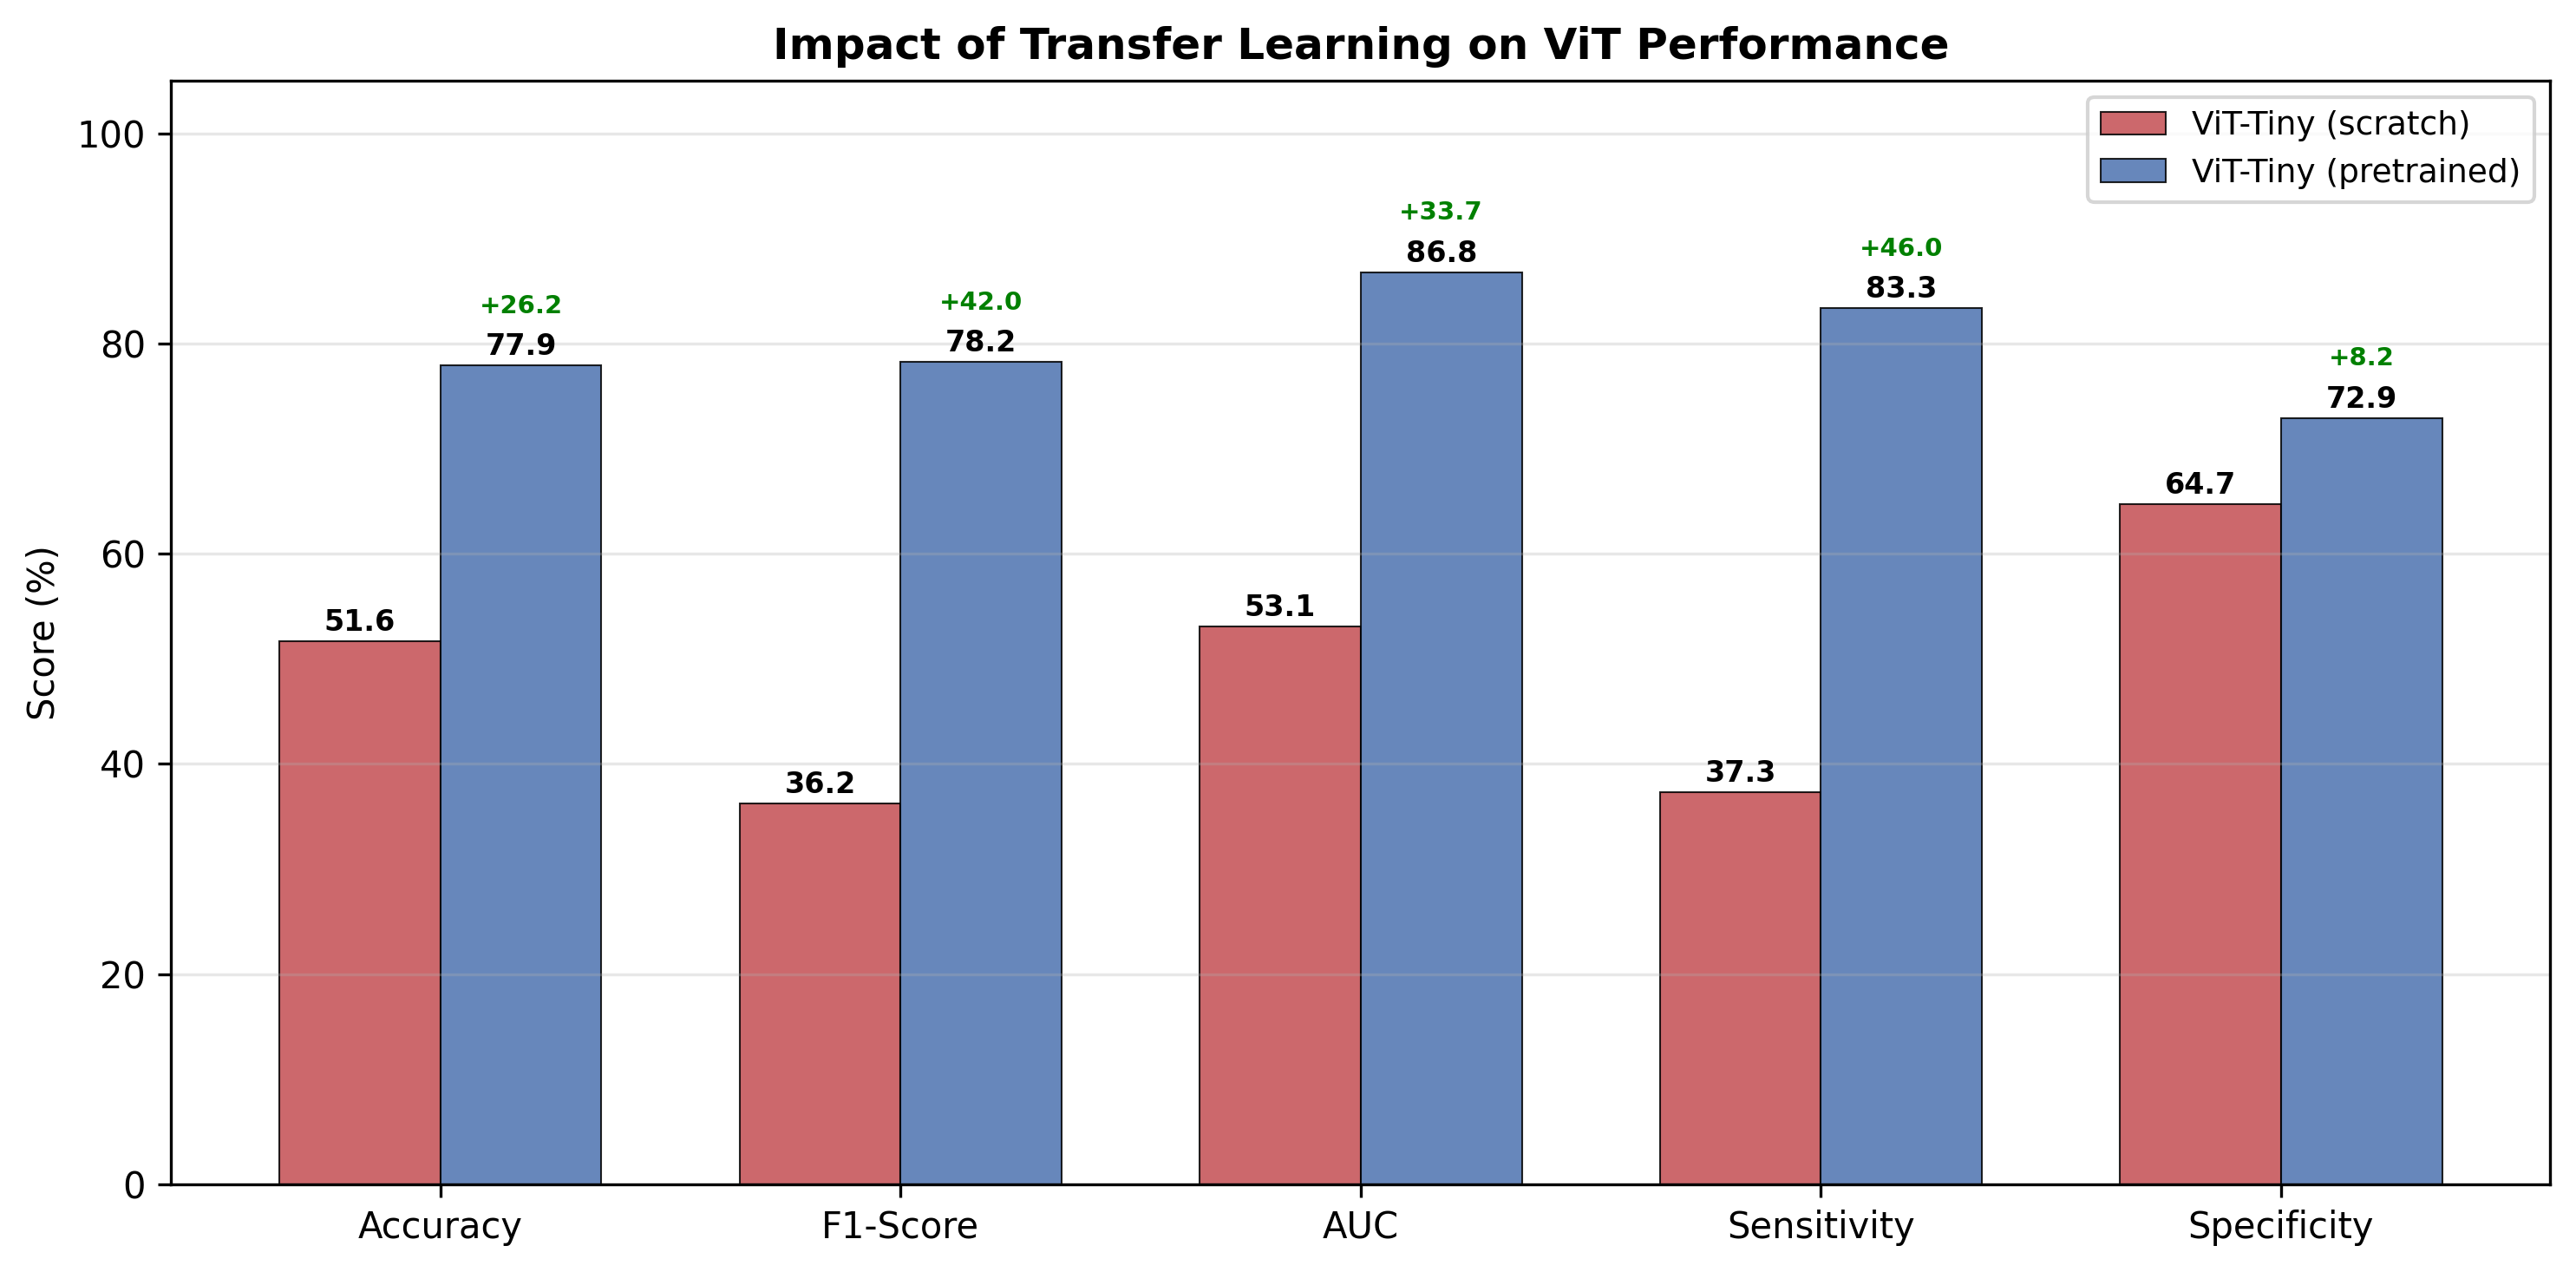 Impact of Transfer Learning on ViT Performance
ViT-Tiny (scratch)
ViT-Tiny (pretrained)
Score (%)
100
80
60
40
20
0
51.6
+26.2
77.9
36.2
+42.0
78.2
53.1
+33.7
86.8
37.3
+46.0
83.3
64.7
+8.2
72.9
Accuracy
F1-Score
AUC
Sensitivity
Specificity